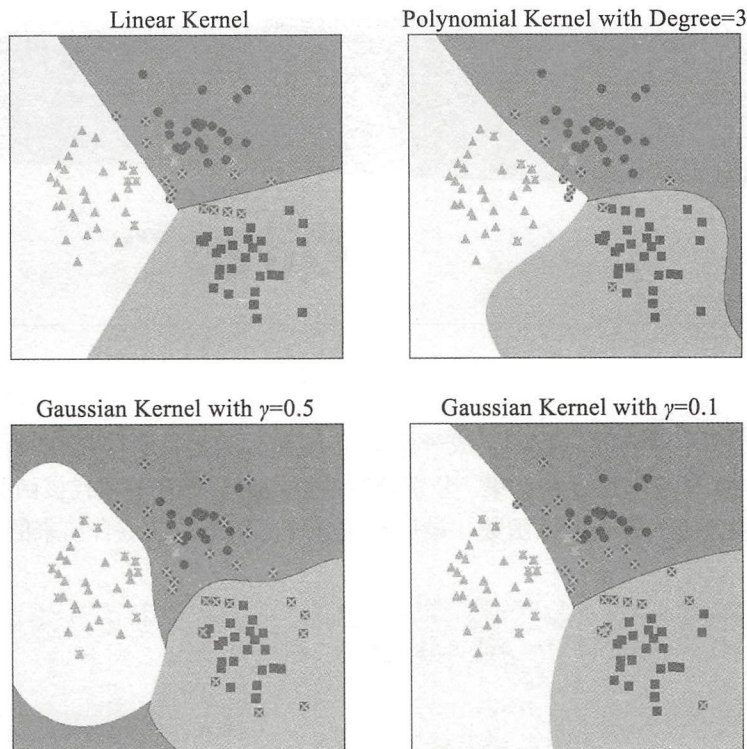 Linear Kernel
Polynomial Kernel with Degree=3
Gaussian Kernel with γ=0.5
Gaussian Kernel with γ=0.1